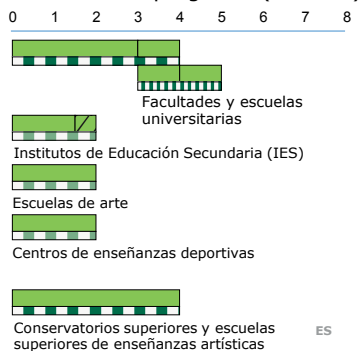 0 1 2 3 4 5 6 7 8
Facultades y escuelas
universitarias
Institutos de Educación Secundaria (IES)
Escuelas de arte
Centros de enseñanzas deportivas
Conservatorios superiores y escuelas
superiores de enseñanzas artísticas
ES